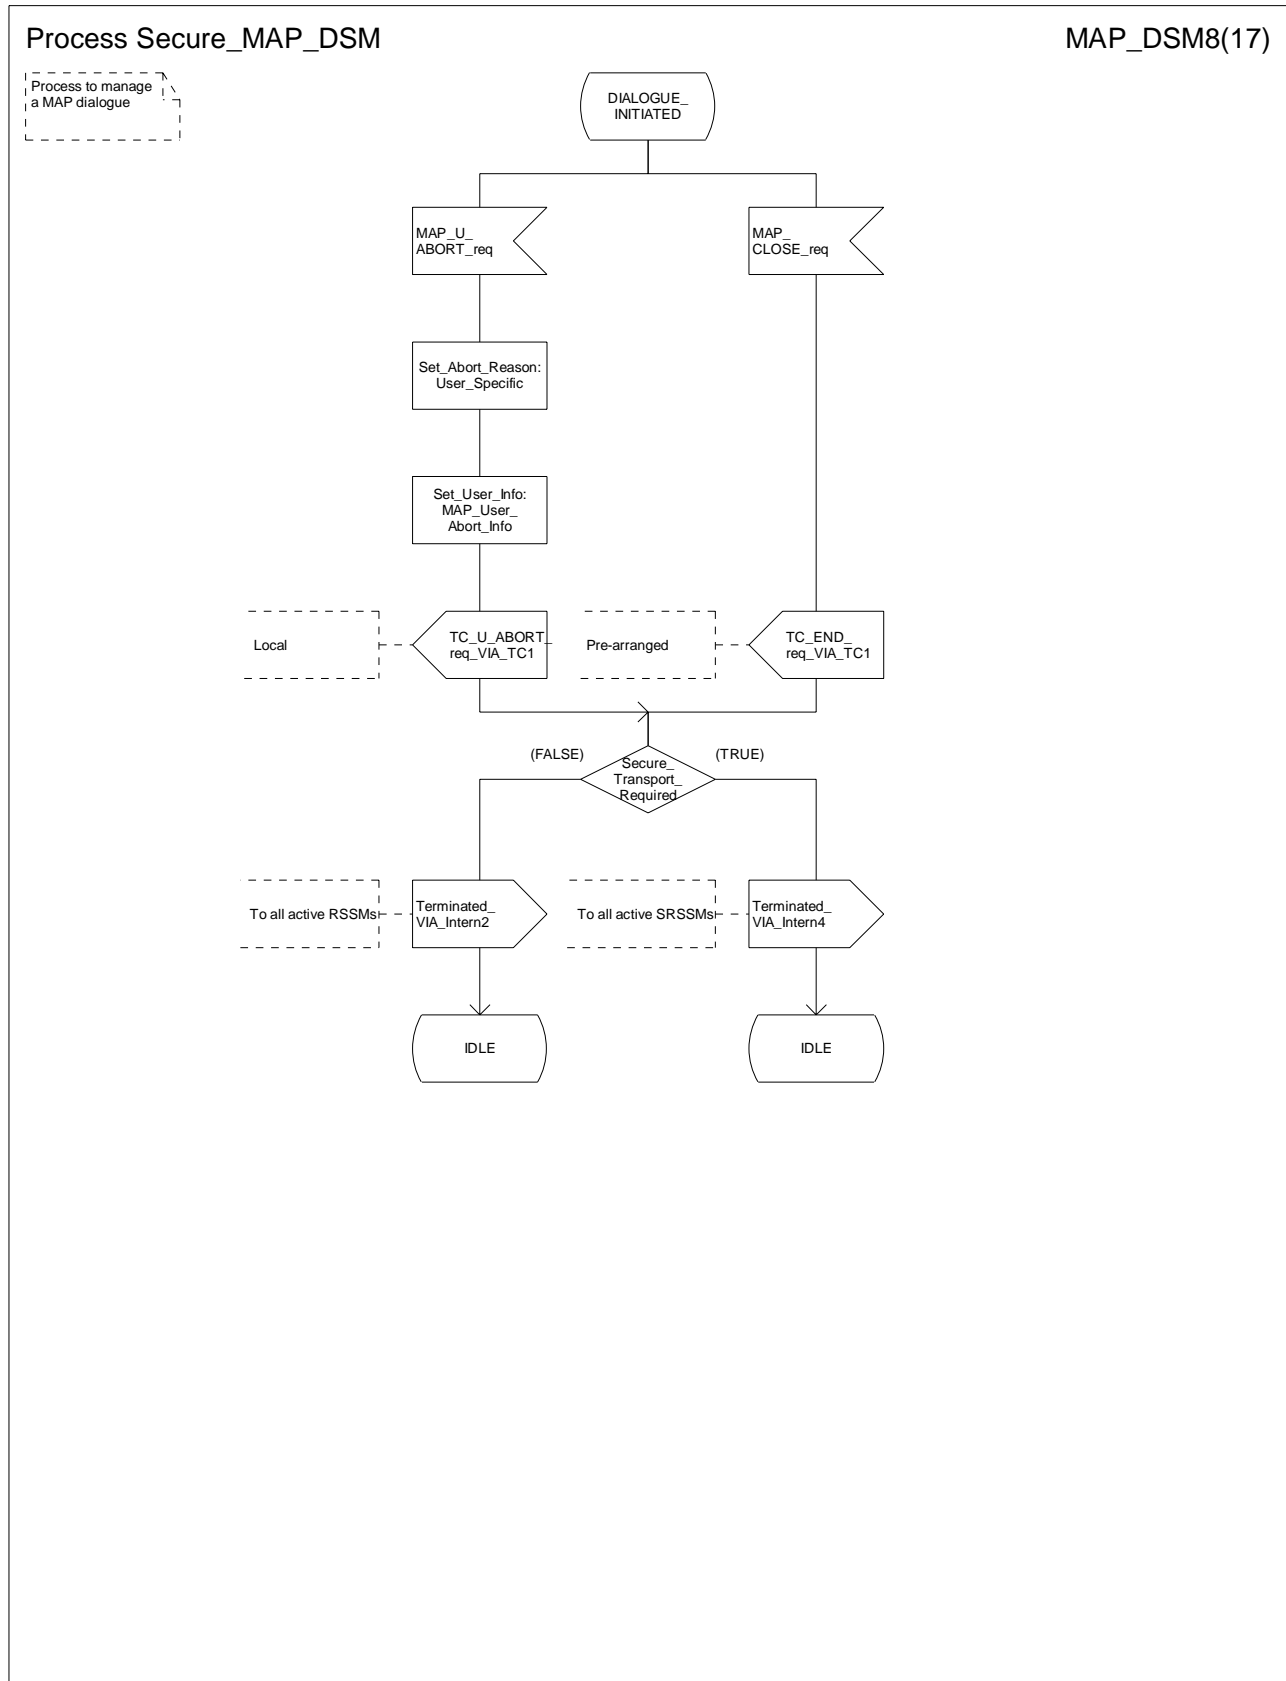 Process Secure_MAP_DSM
MAP_DSM8(17)
Process to manage
a MAP dialogue
DIALOGUE_
INITIATED
MAP_U_
ABORT_req
MAP_
CLOSE_req
Set_Abort_Reason:
User_Specific
Set_User_Info:
MAP_User_
Abort_Info
Local
TC_U_ABORT_
req_VIA_TC1
Pre-arranged
TC_END_
req_VIA_TC1
(FALSE)
(TRUE)
Secure_
Transport_
Required
To all active RSSMs
Terminated_
VIA_Intern2
To all active SRSSMs
Terminated_
VIA_Intern4
IDLE
IDLE